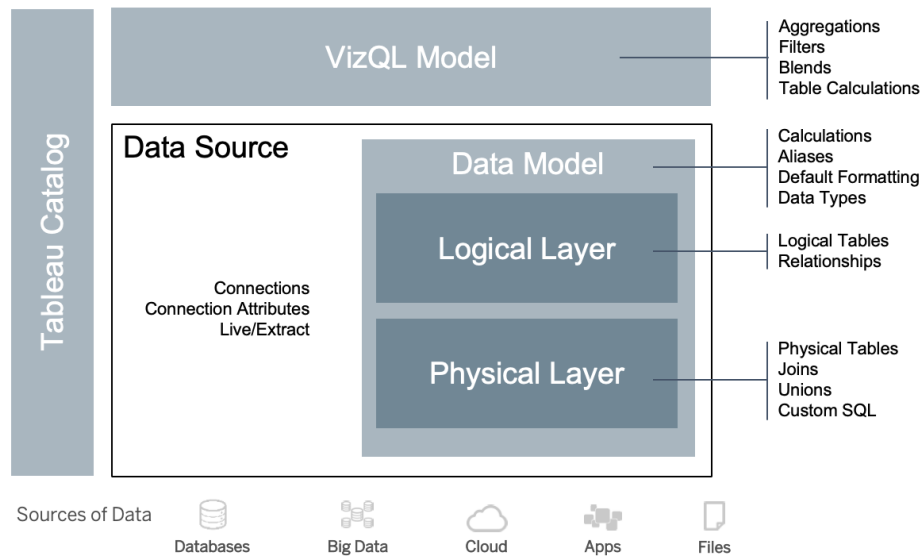 Tableau Catalog
VizQL Model
Aggregations
Filters
Blends
Table Calculations
Data Source
Data Model
Calculations
Aliases
Default Formatting
Data Types
Logical Layer
Logical Tables
Relationships
Connections
Connection Attributes
Live/Extract
Physical Layer
Physical Tables
Joins
Unions
Custom SQL
Sources of Data
Databases
Big Data
Cloud
Apps
Files